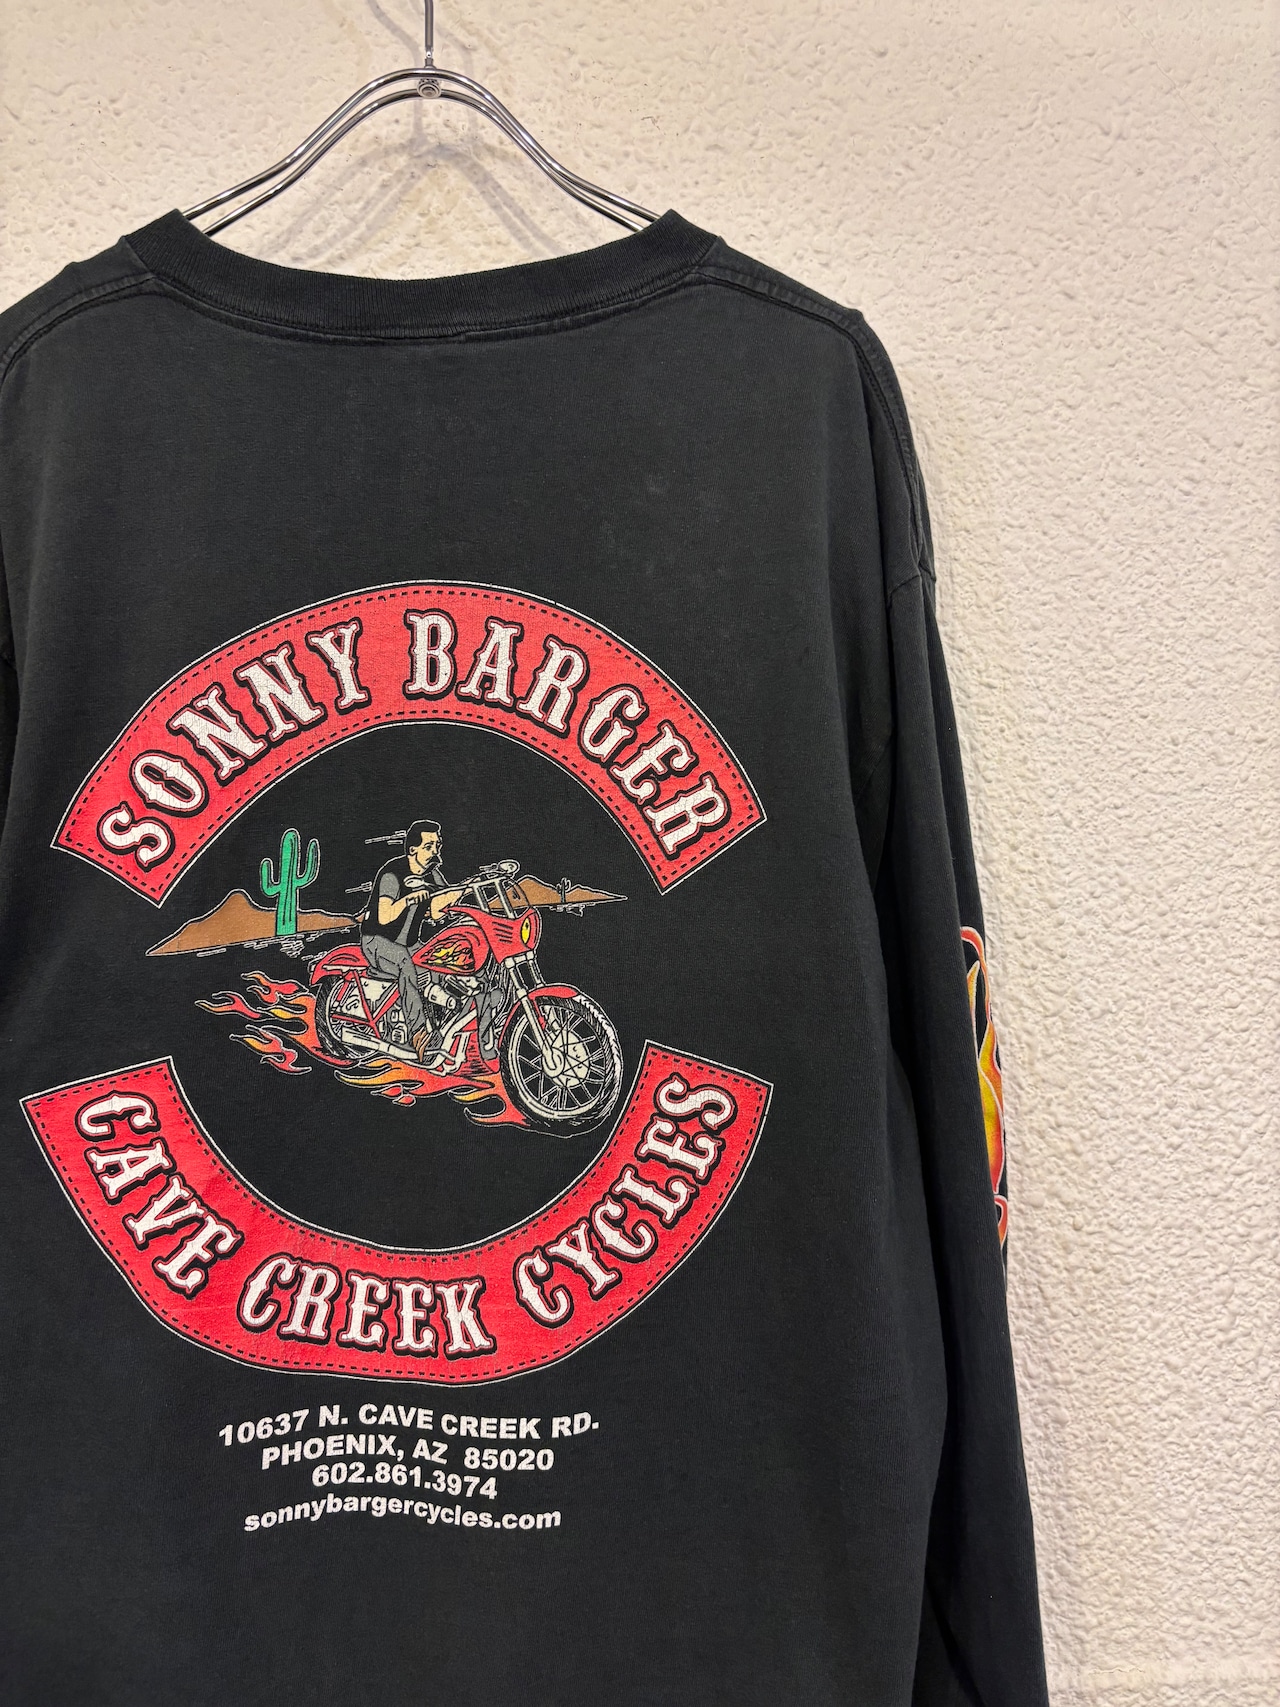 SONNY BARGER
CAVE CREEK CYCLES
10637 N. CAVE CREEK RD.
PHOENIX, AZ 85020
602.861.3974
sonnybargercycles.com